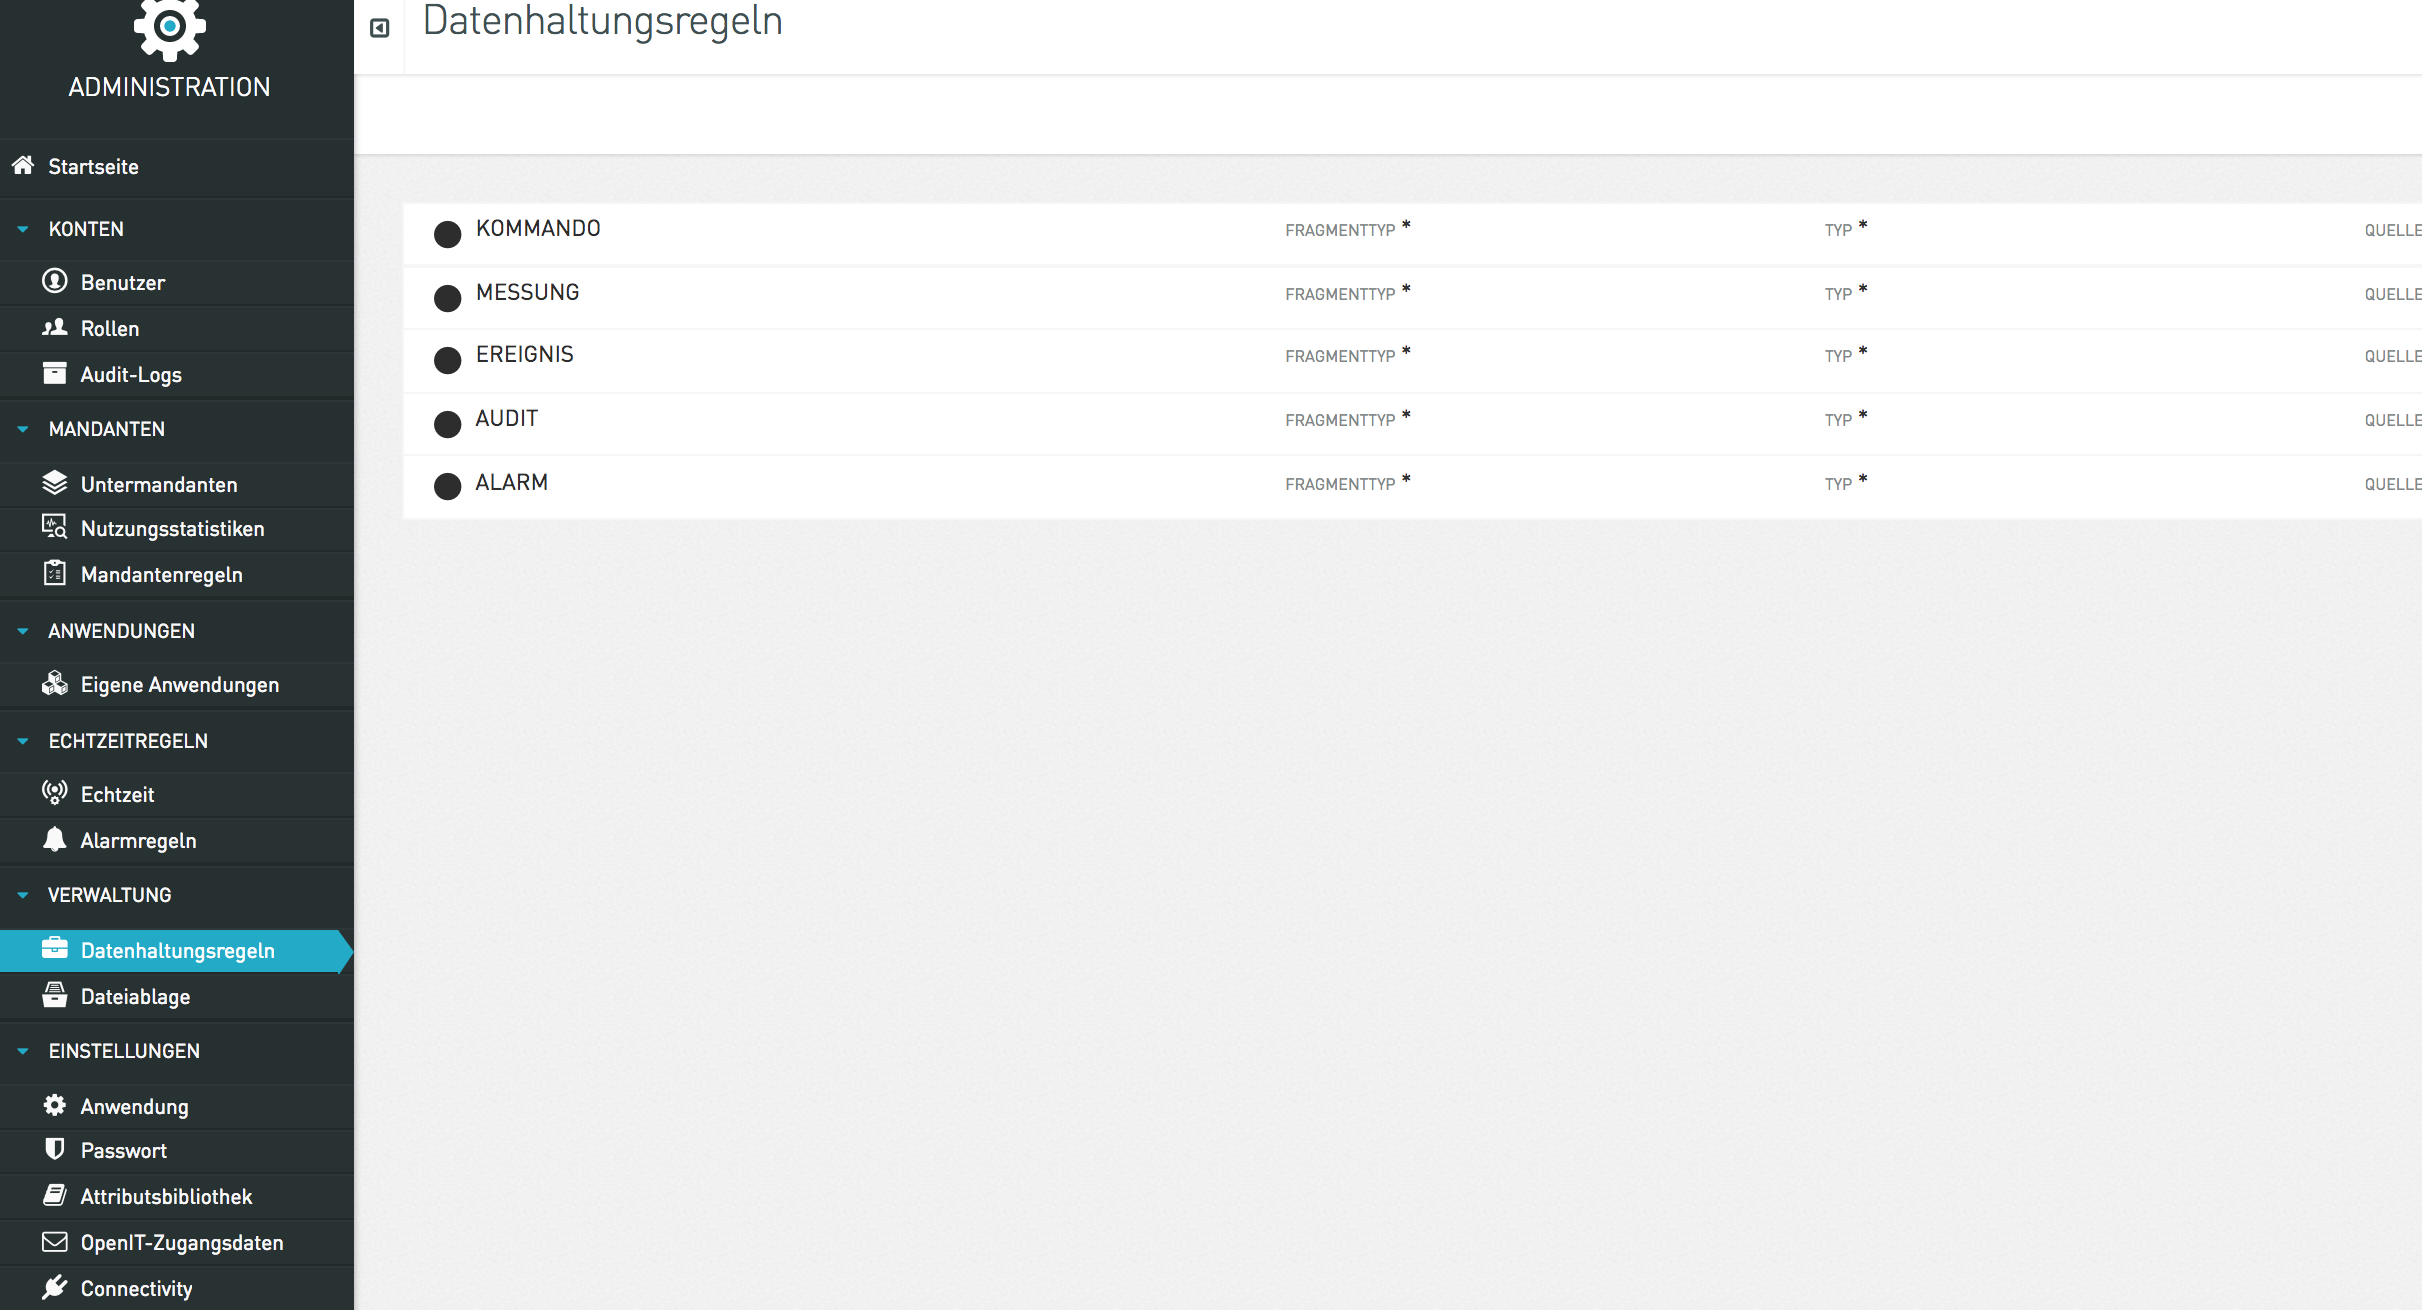 ADMINISTRATION
Startseite
KONTEN
Benutzer
Rollen
Audit-Logs
MANDANTEN
Untermandanten
Nutzungsstatistiken
Mandantenregeln
ANWENDUNGEN
Eigene Anwendungen
ECHTZEITREGELN
Echtzeit
Alarmregeln
VERWALTUNG
Datenhaltungsregeln
Dateiablage
EINSTELLUNGEN
Anwendung
Passwort
Attributsbibliothek
OpenIT-Zugangsdaten
Connectivity
Datenhaltungsregeln
KOMMANDO FRAGMENTTYP * TYP * QUELLE
MESSUNG FRAGMENTTYP * TYP * QUELLE
EREIGNIS FRAGMENTTYP * TYP * QUELLE
AUDIT FRAGMENTTYP * TYP * QUELLE
ALARM FRAGMENTTYP * TYP * QUELLE